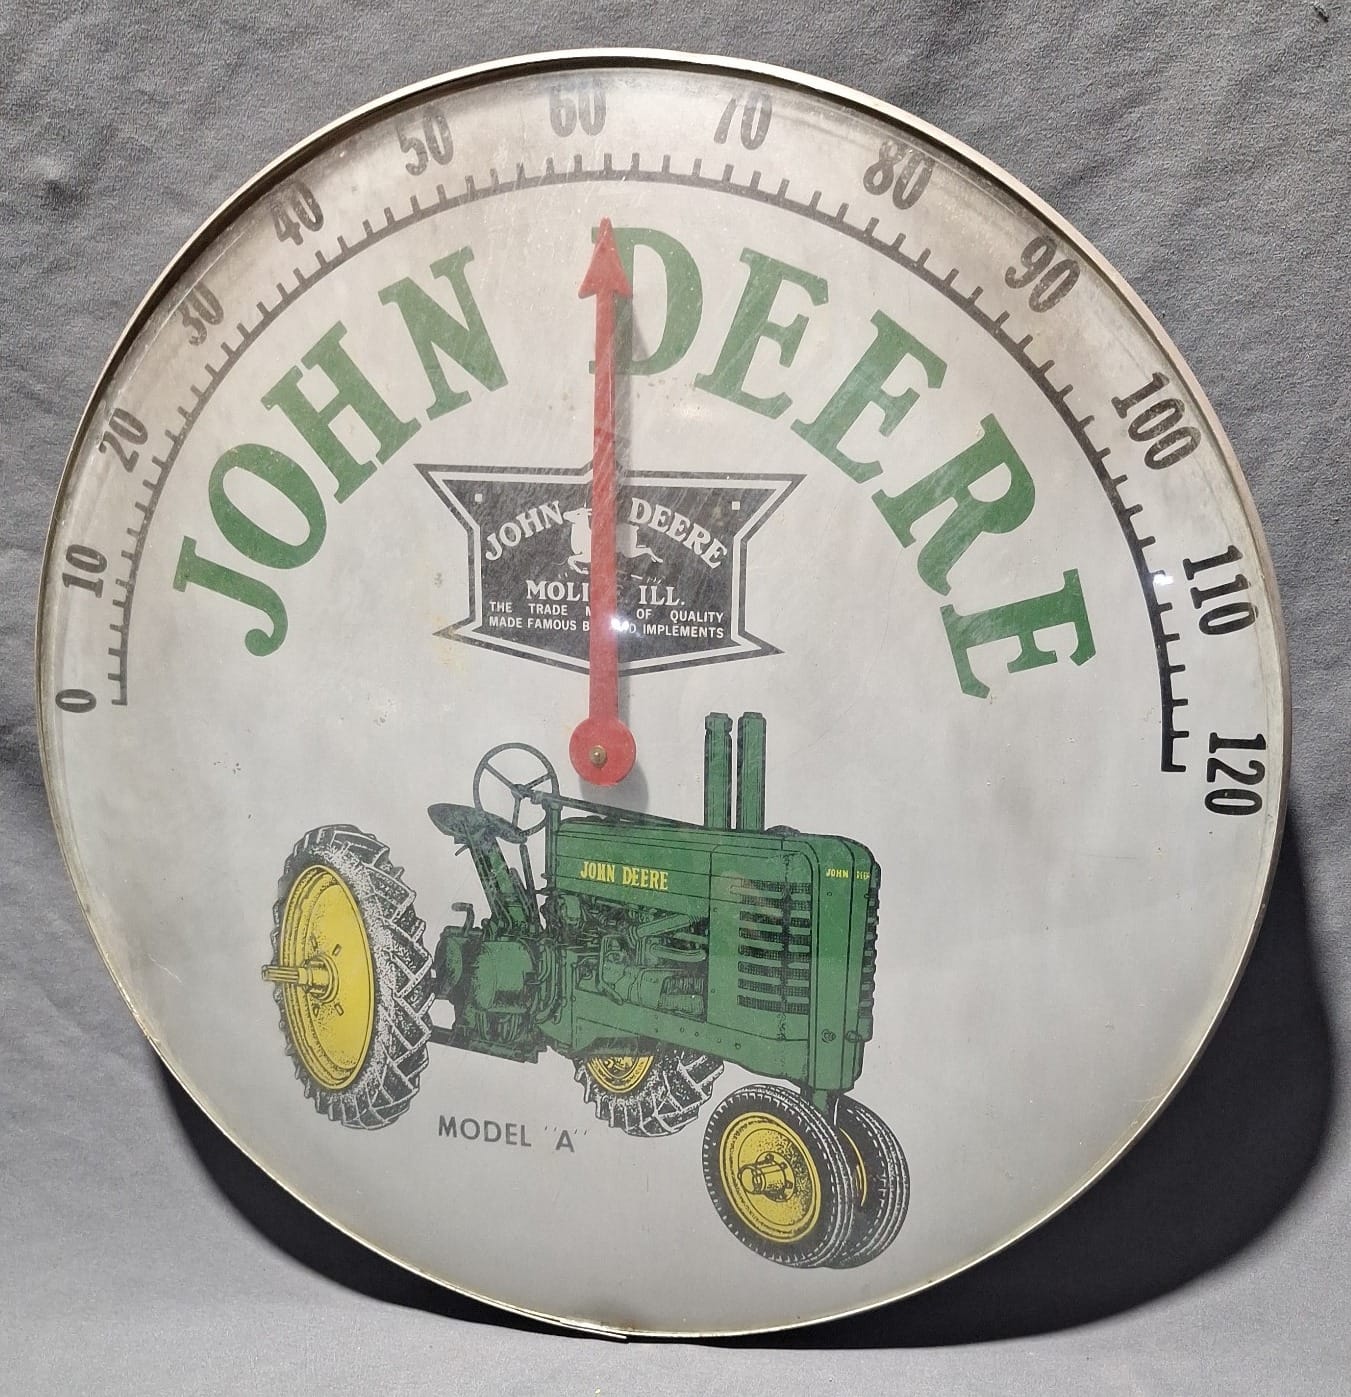 0 10 20 30 40 50 60 70 80 90 100 110 120
JOHN DEERE
JOHN DEERE
ILL.
THE TRADE OF QUALITY
MADE FAMOUS IMPLEMENTS
JOHN DEERE
JOHN
MODEL "A"